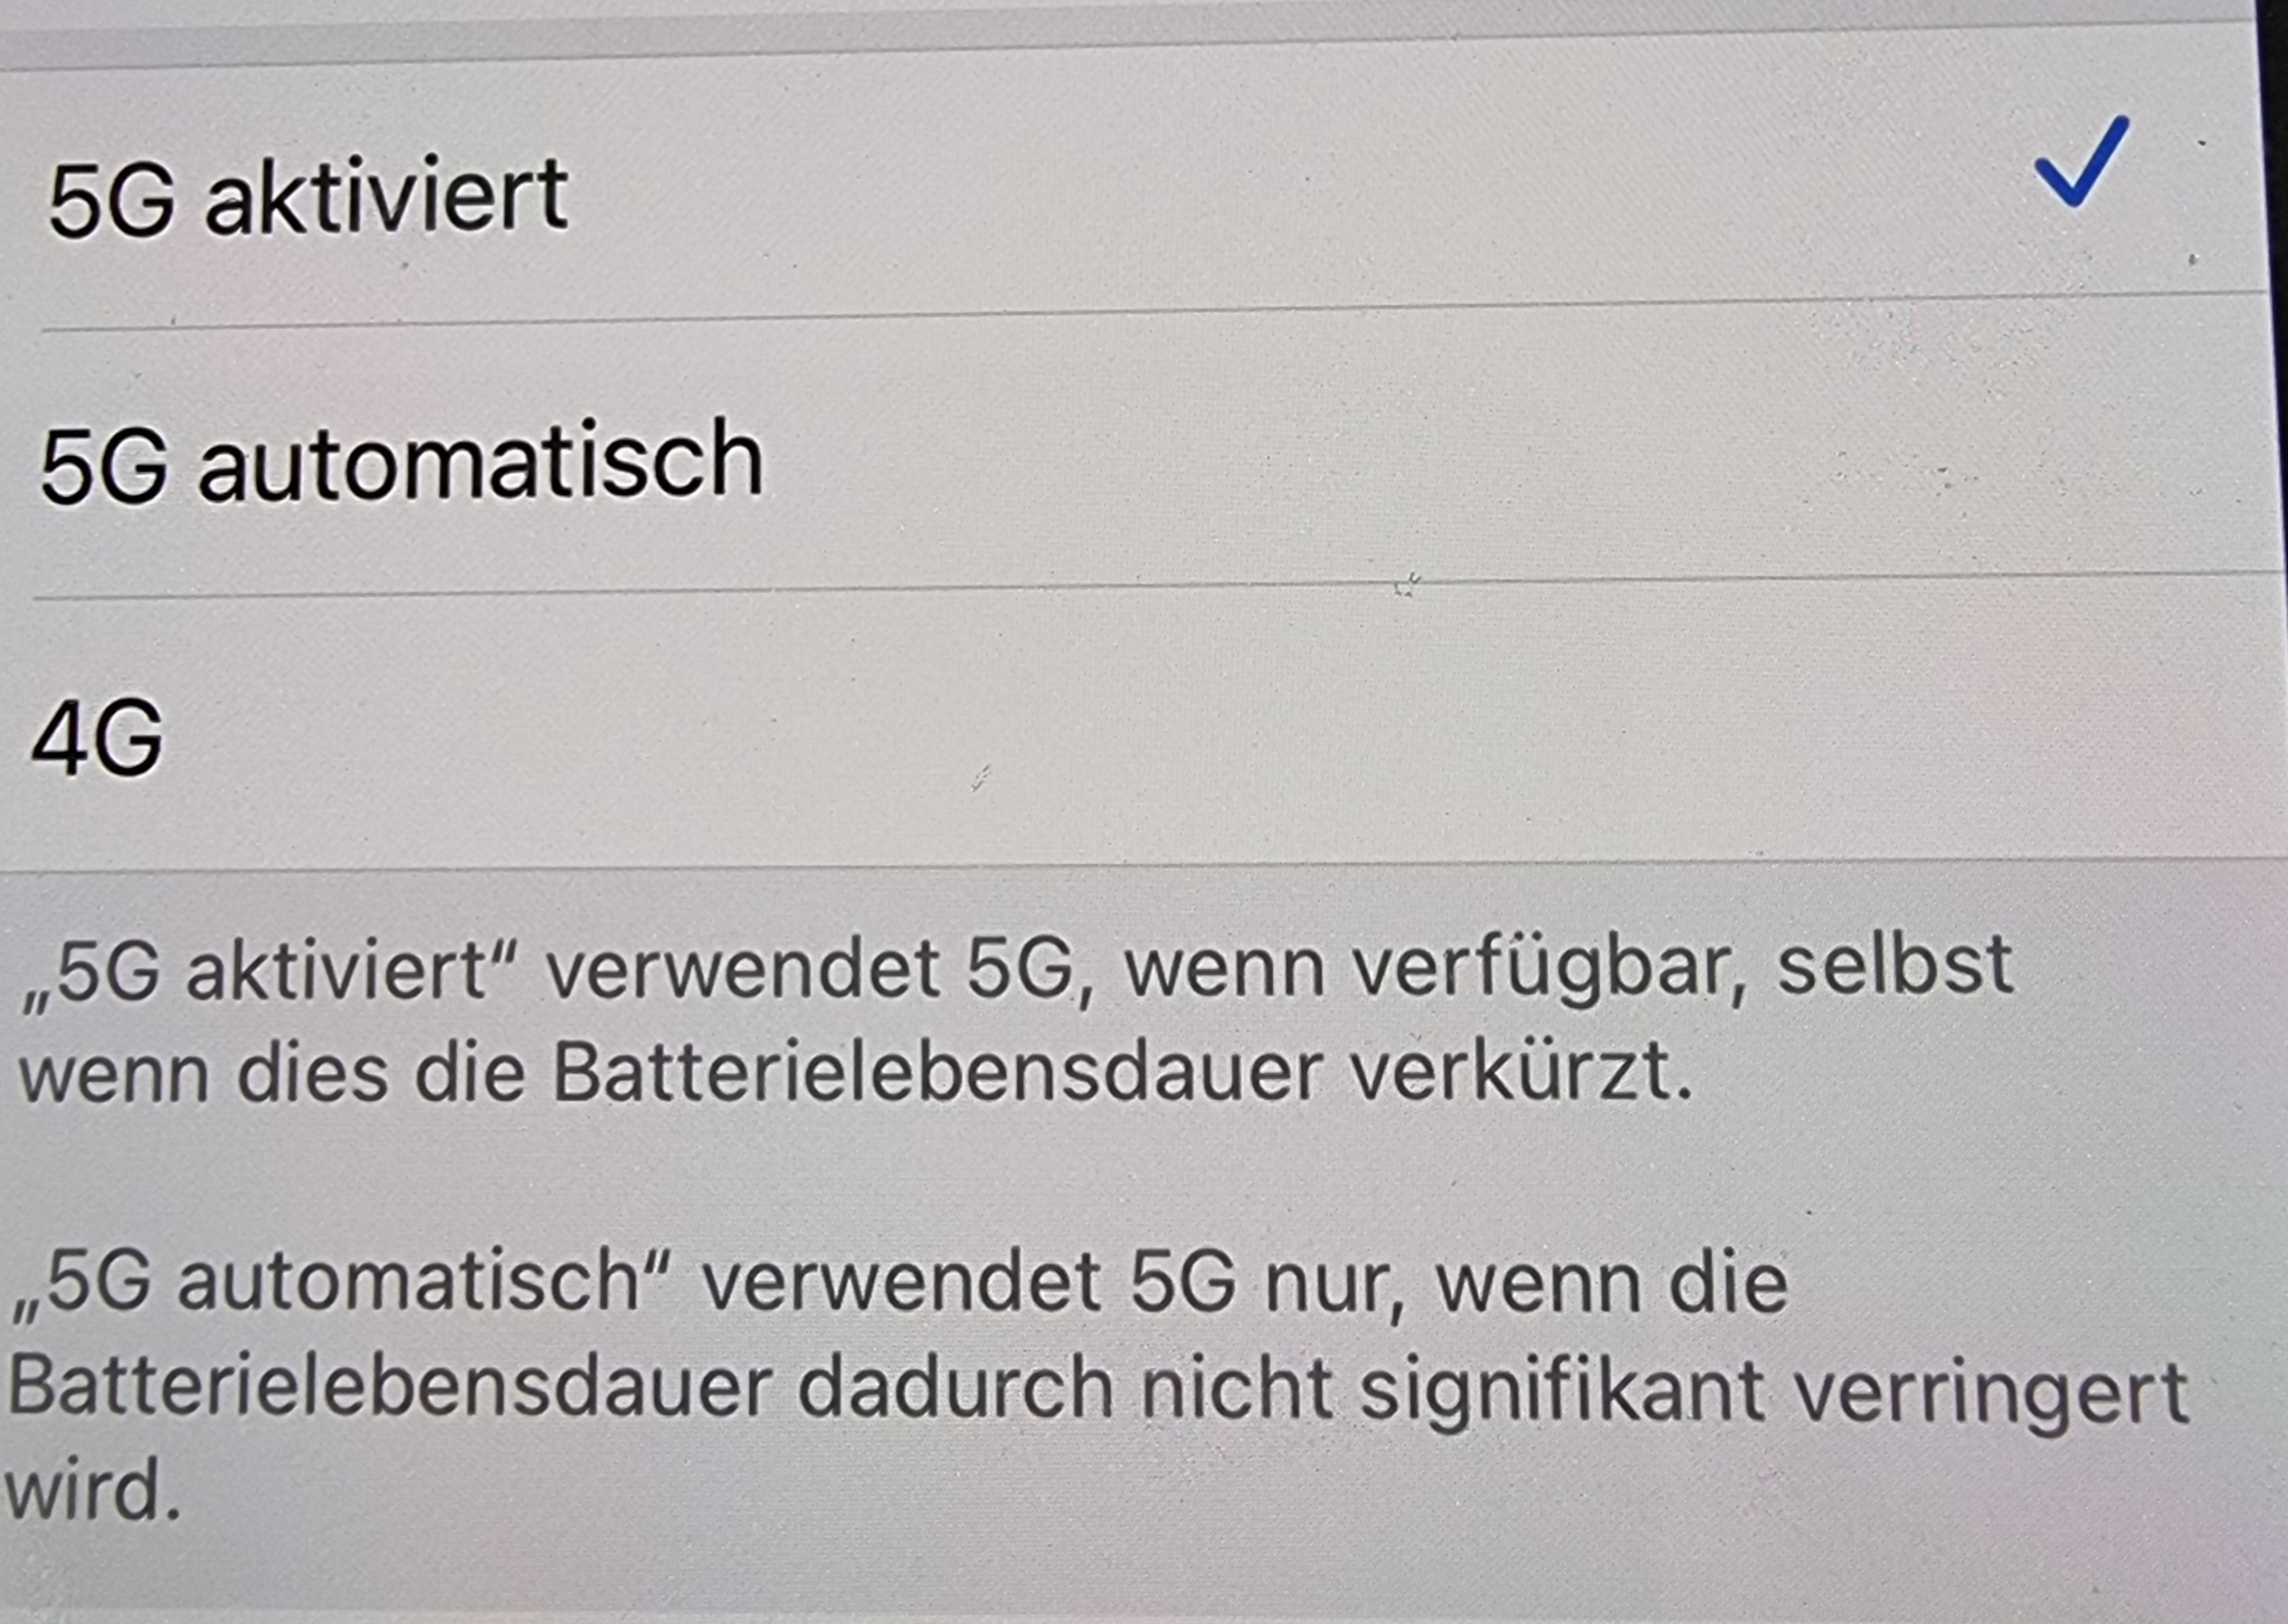 5G aktiviert
5G automatisch
4G
„5G aktiviert“ verwendet 5G, wenn verfügbar, selbst
wenn dies die Batterielebensdauer verkürzt.
„5G automatisch“ verwendet 5G nur, wenn die
Batterielebensdauer dadurch nicht signifikant verringert
wird.